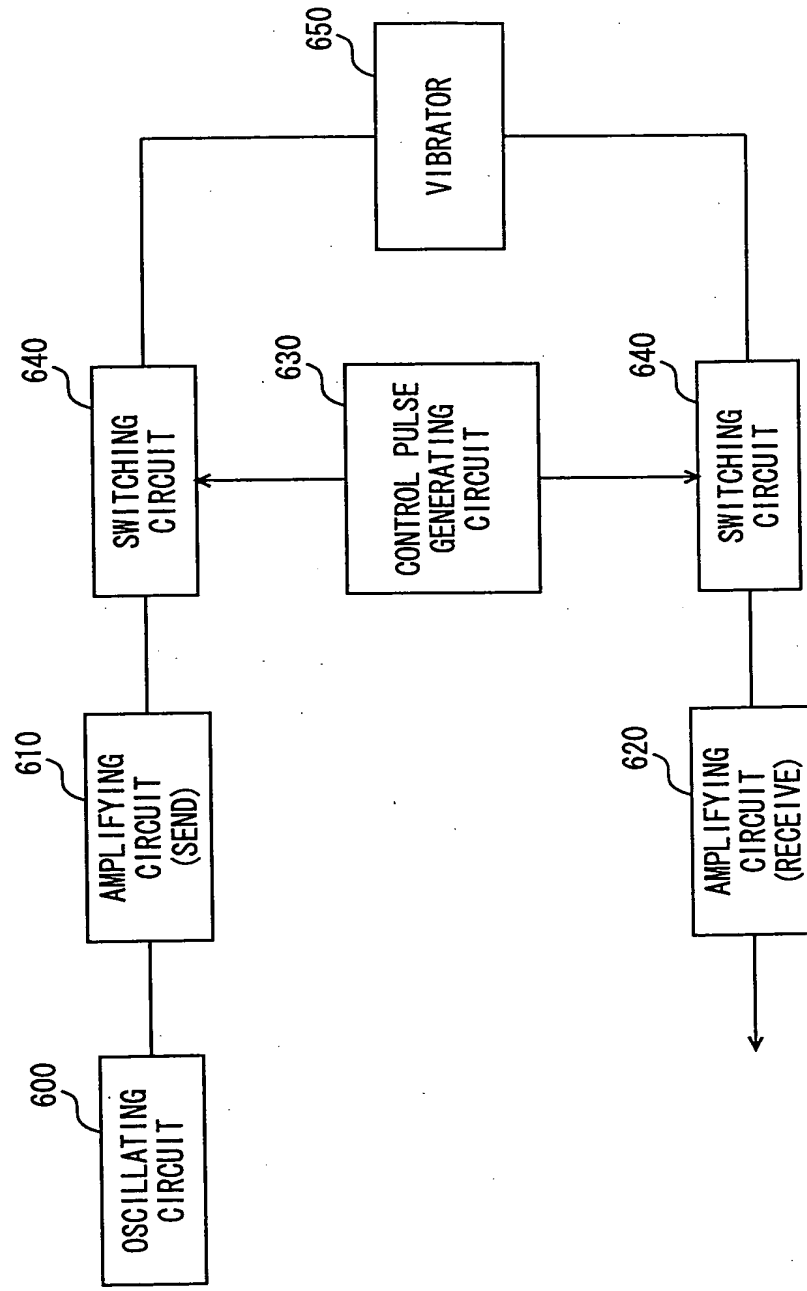 600
OSCILLATING
CIRCUIT
610
AMPLIFYING
CIRCUIT
(SEND)
640
SWITCHING
CIRCUIT
650
VIBRATOR
630
CONTROL PULSE
GENERATING
CIRCUIT
620
AMPLIFYING
CIRCUIT
(RECEIVE)
640
SWITCHING
CIRCUIT